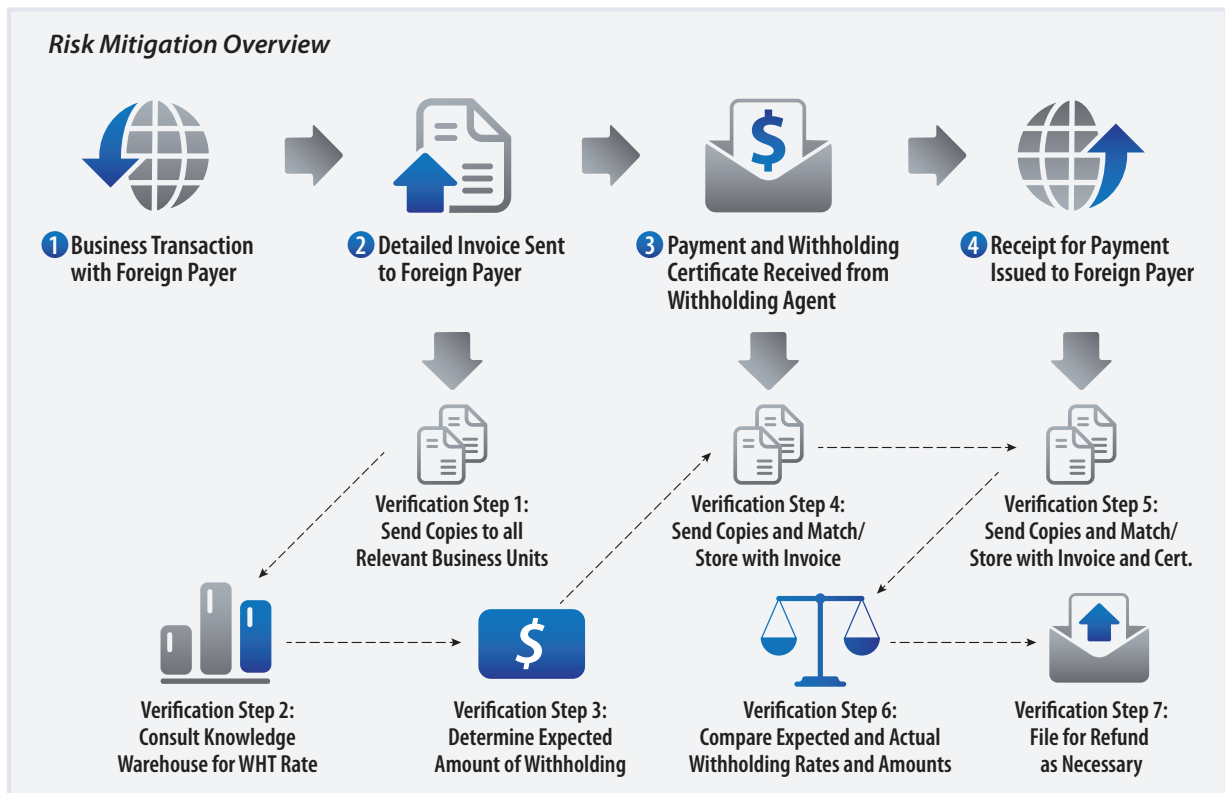 Risk Mitigation Overview
$
1 Business Transaction
with Foreign Payer
2 Detailed Invoice Sent
to Foreign Payer
3 Payment and Withholding
Certificate Received from
Withholding Agent
4 Receipt for Payment
Issued to Foreign Payer
Verification Step 1:
Send Copies to all
Relevant Business Units
Verification Step 4:
Send Copies and Match/
Store with Invoice
Verification Step 5:
Send Copies and Match/
Store with Invoice and Cert.
$
Verification Step 2:
Consult Knowledge
Warehouse for WHT Rate
Verification Step 3:
Determine Expected
Amount of Withholding
Verification Step 6:
Compare Expected and Actual
Withholding Rates and Amounts
Verification Step 7:
File for Refund
as Necessary